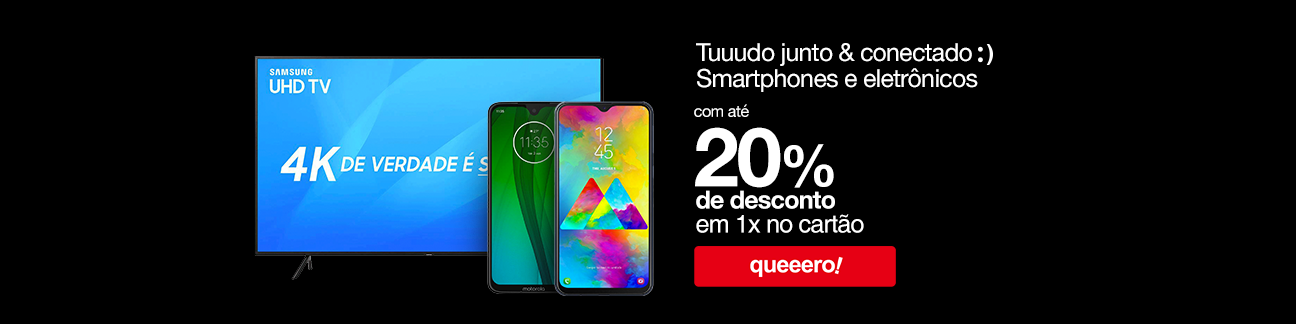 SAMSUNG
UHD TV
4K DE VERDADE É S
11:35
12
45
motorola
Tuuudo junto & conectado :)
Smartphones e eletrônicos
com até
20%
de desconto
em 1x no cartão
queeero!